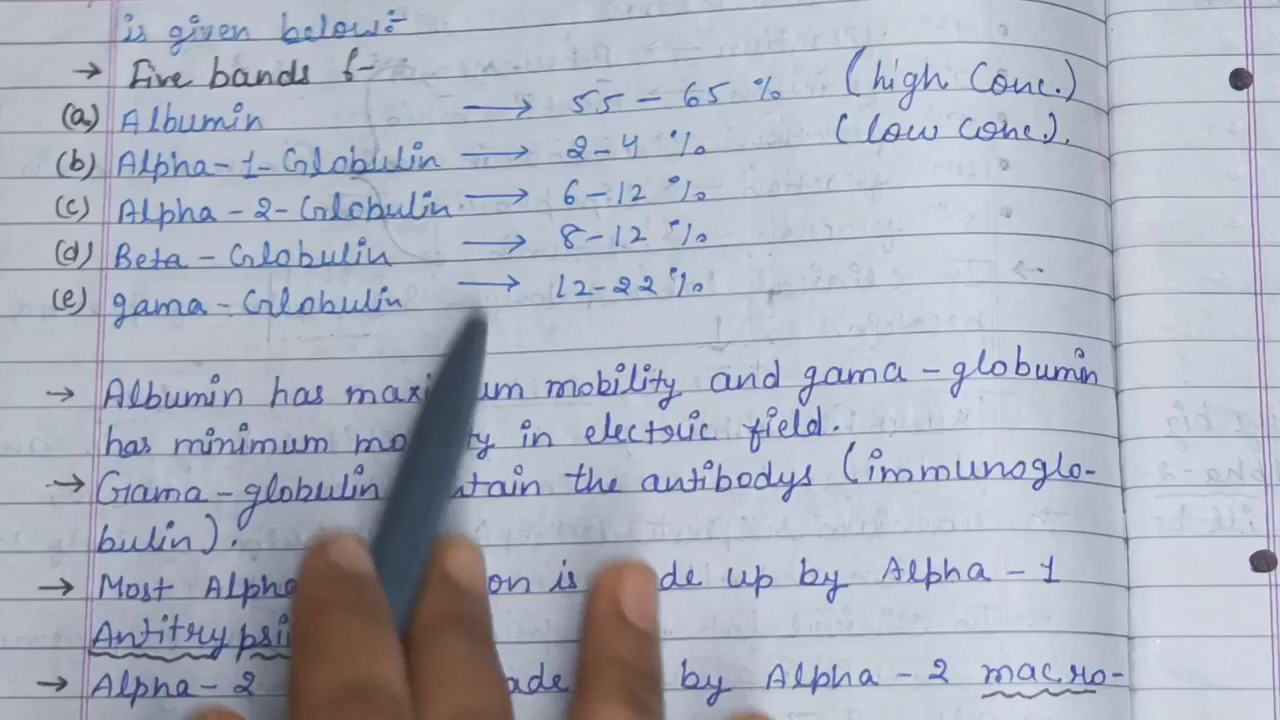 is given below:-
→ Five bands :-
(a) Albumin → 55-65% (high Conc.)
(b) Alpha-1-Globulin → 2-4% (low conc.).
(c) Alpha-2-Globulin → 6-12%
(d) Beta-Globulin → 8-12%
(e) gama-Globulin → 12-22%
→ Albumin has maxi um mobility and gama-globumin
has minimum mo ty in electric field.
→ Gama-globulin ntain the antibodys (immunoglo-
bulin).
→ Most Alpha on is de up by Alpha-1
Antitrypsi
→ Alpha-2 ade by Alpha-2 macro-